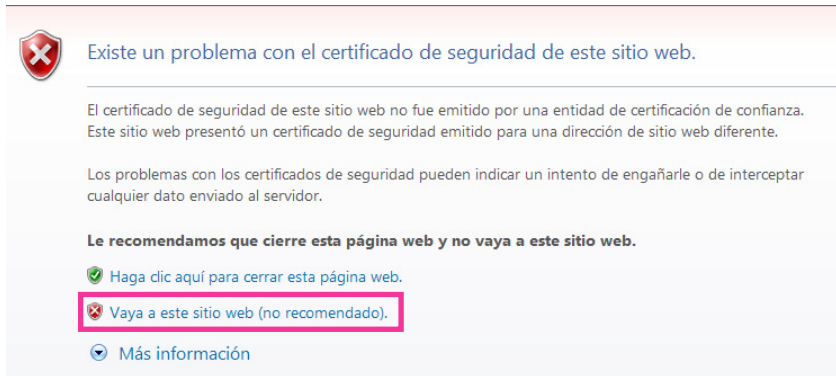 Existe un problema con el certificado de seguridad de este sitio web.
El certificado de seguridad de este sitio web no fue emitido por una entidad de certificación de confianza.
Este sitio web presentó un certificado de seguridad emitido para una dirección de sitio web diferente.
Los problemas con los certificados de seguridad pueden indicar un intento de engañarle o de interceptar
cualquier dato enviado al servidor.
Le recomendamos que cierre esta página web y no vaya a este sitio web.
Haga clic aquí para cerrar esta página web.
Vaya a este sitio web (no recomendado).
Más información